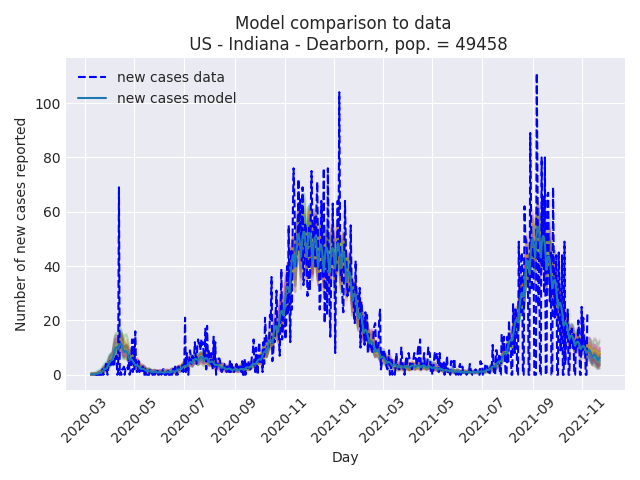 Model comparison to data
US - Indiana - Dearborn, pop. = 49458
new cases data
new cases model
Number of new cases reported
100
80
60
40
20
0
2020-03
2020-05
2020-07
2020-09
2020-11
2021-01
2021-03
2021-05
2021-07
2021-09
2021-11
Day